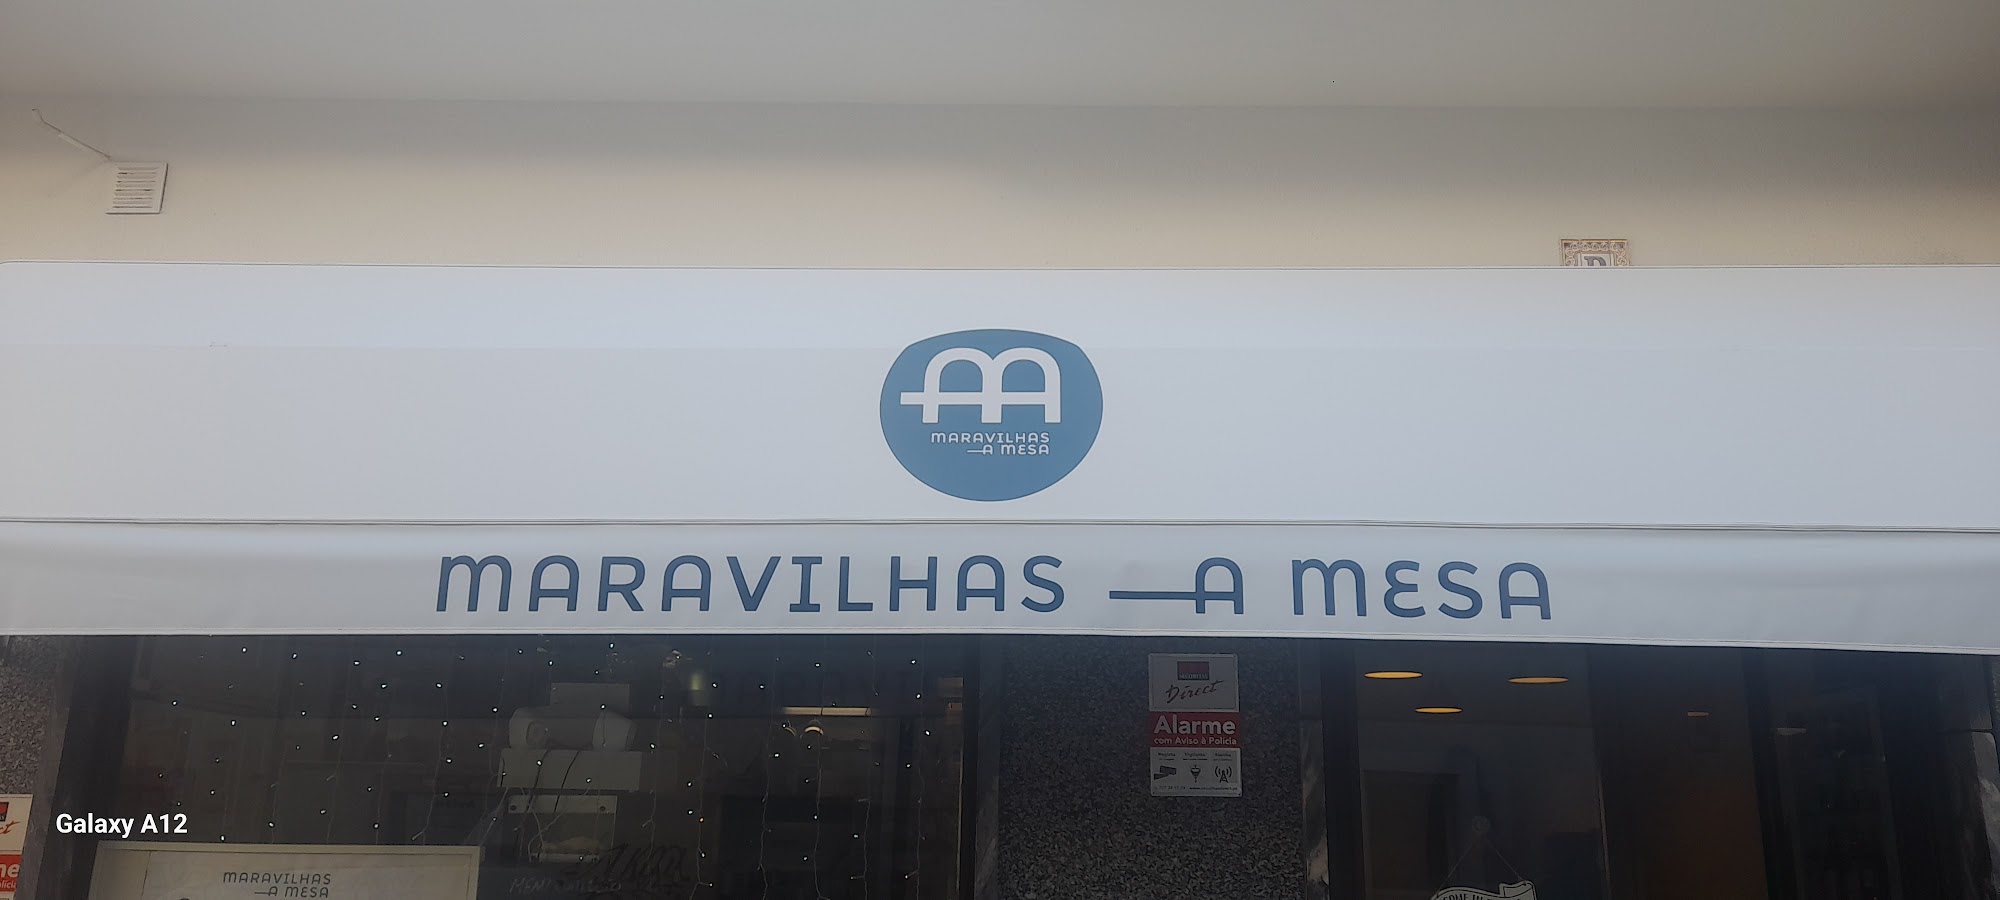 MARAVILHAS
A MESA
MARAVILHAS A MESA
Direct
Alarme
com Aviso à Polícia
Galaxy A12
MARAVILHAS
A MESA